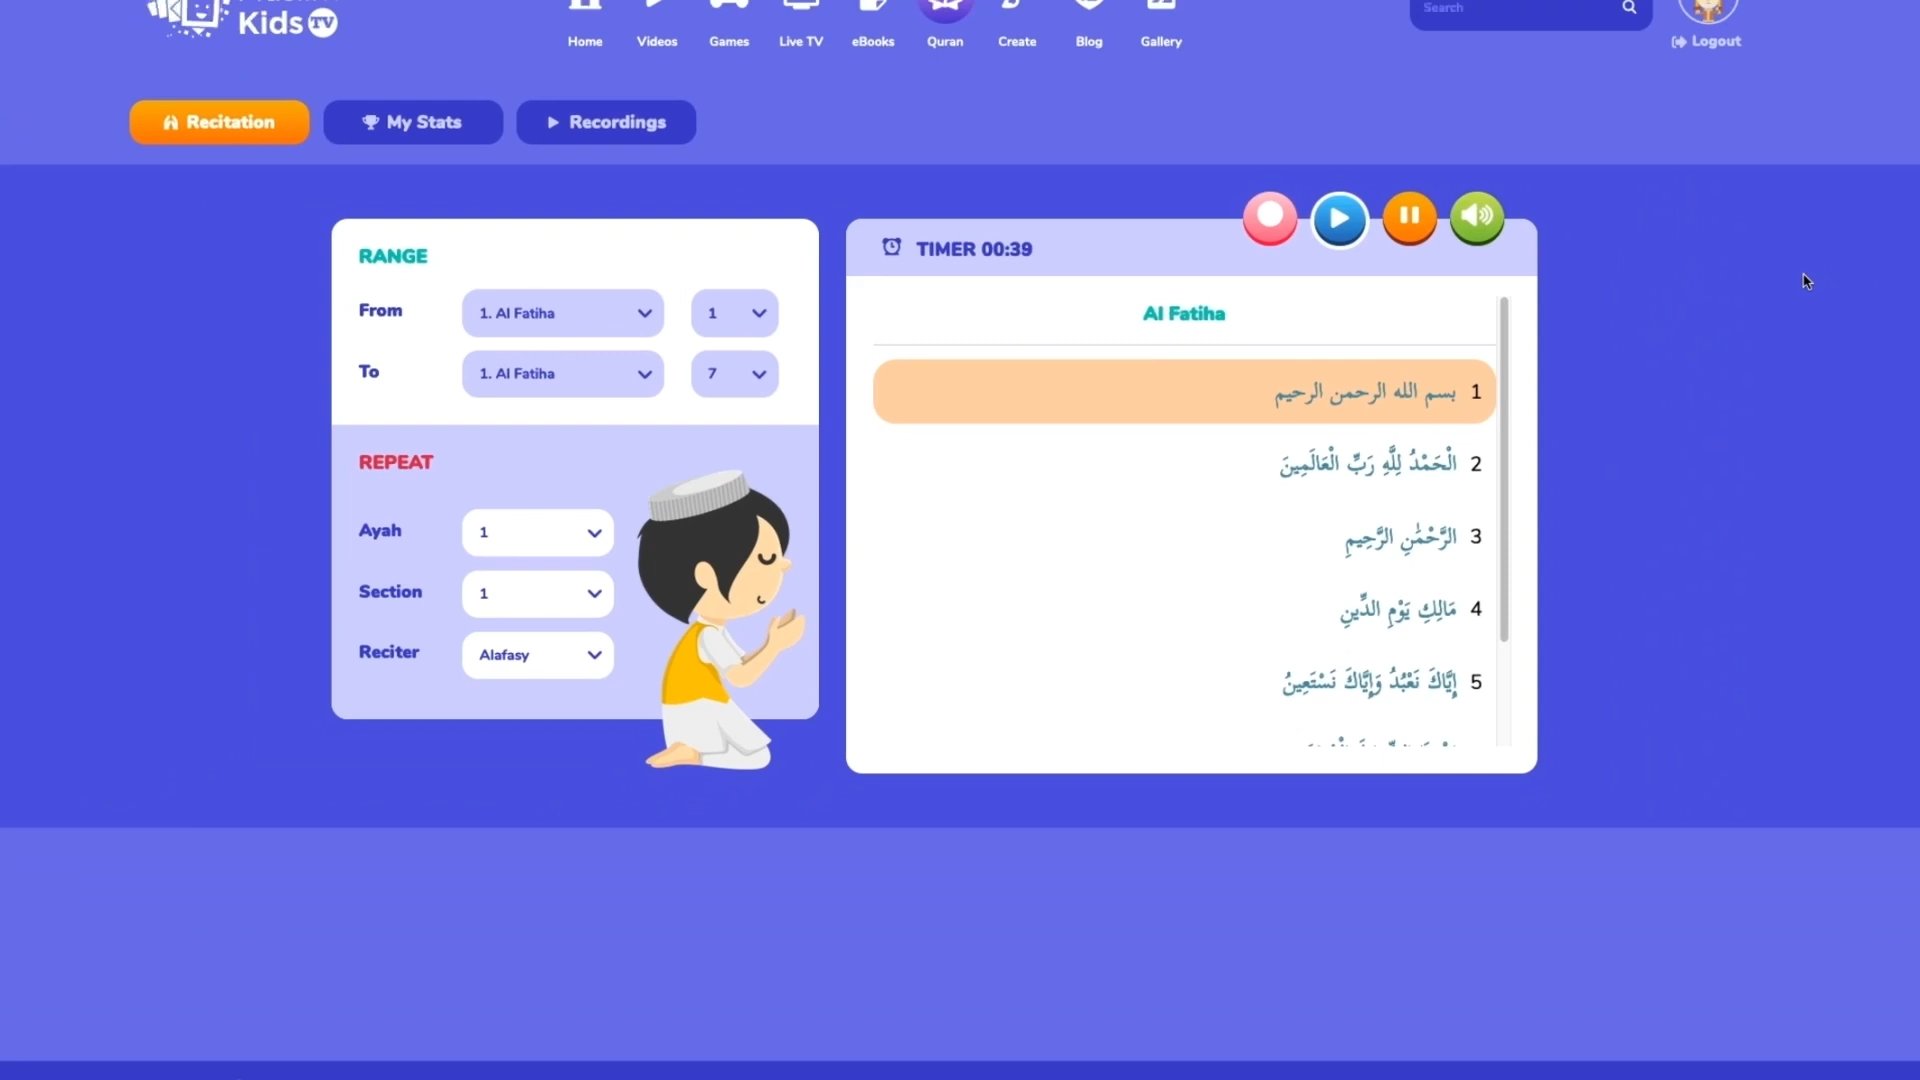 Kids TV
Home
Videos
Games
Live TV
eBooks
Quran
Create
Blog
Gallery
Search
Logout
Recitation
My Stats
Recordings
RANGE
From
1. Al Fatiha
1
To
1. Al Fatiha
7
REPEAT
Ayah
1
Section
1
Reciter
Alafasy
TIMER 00:39
Al Fatiha
1 بسم الله الرحمن الرحيم
2 الْحَمْدُ لِلَّهِ رَبِّ الْعَالَمِينَ
3 الرَّحْمَٰنِ الرَّحِيمِ
4 مَالِكِ يَوْمِ الدِّينِ
5 إِيَّاكَ نَعْبُدُ وَإِيَّاكَ نَسْتَعِينُ